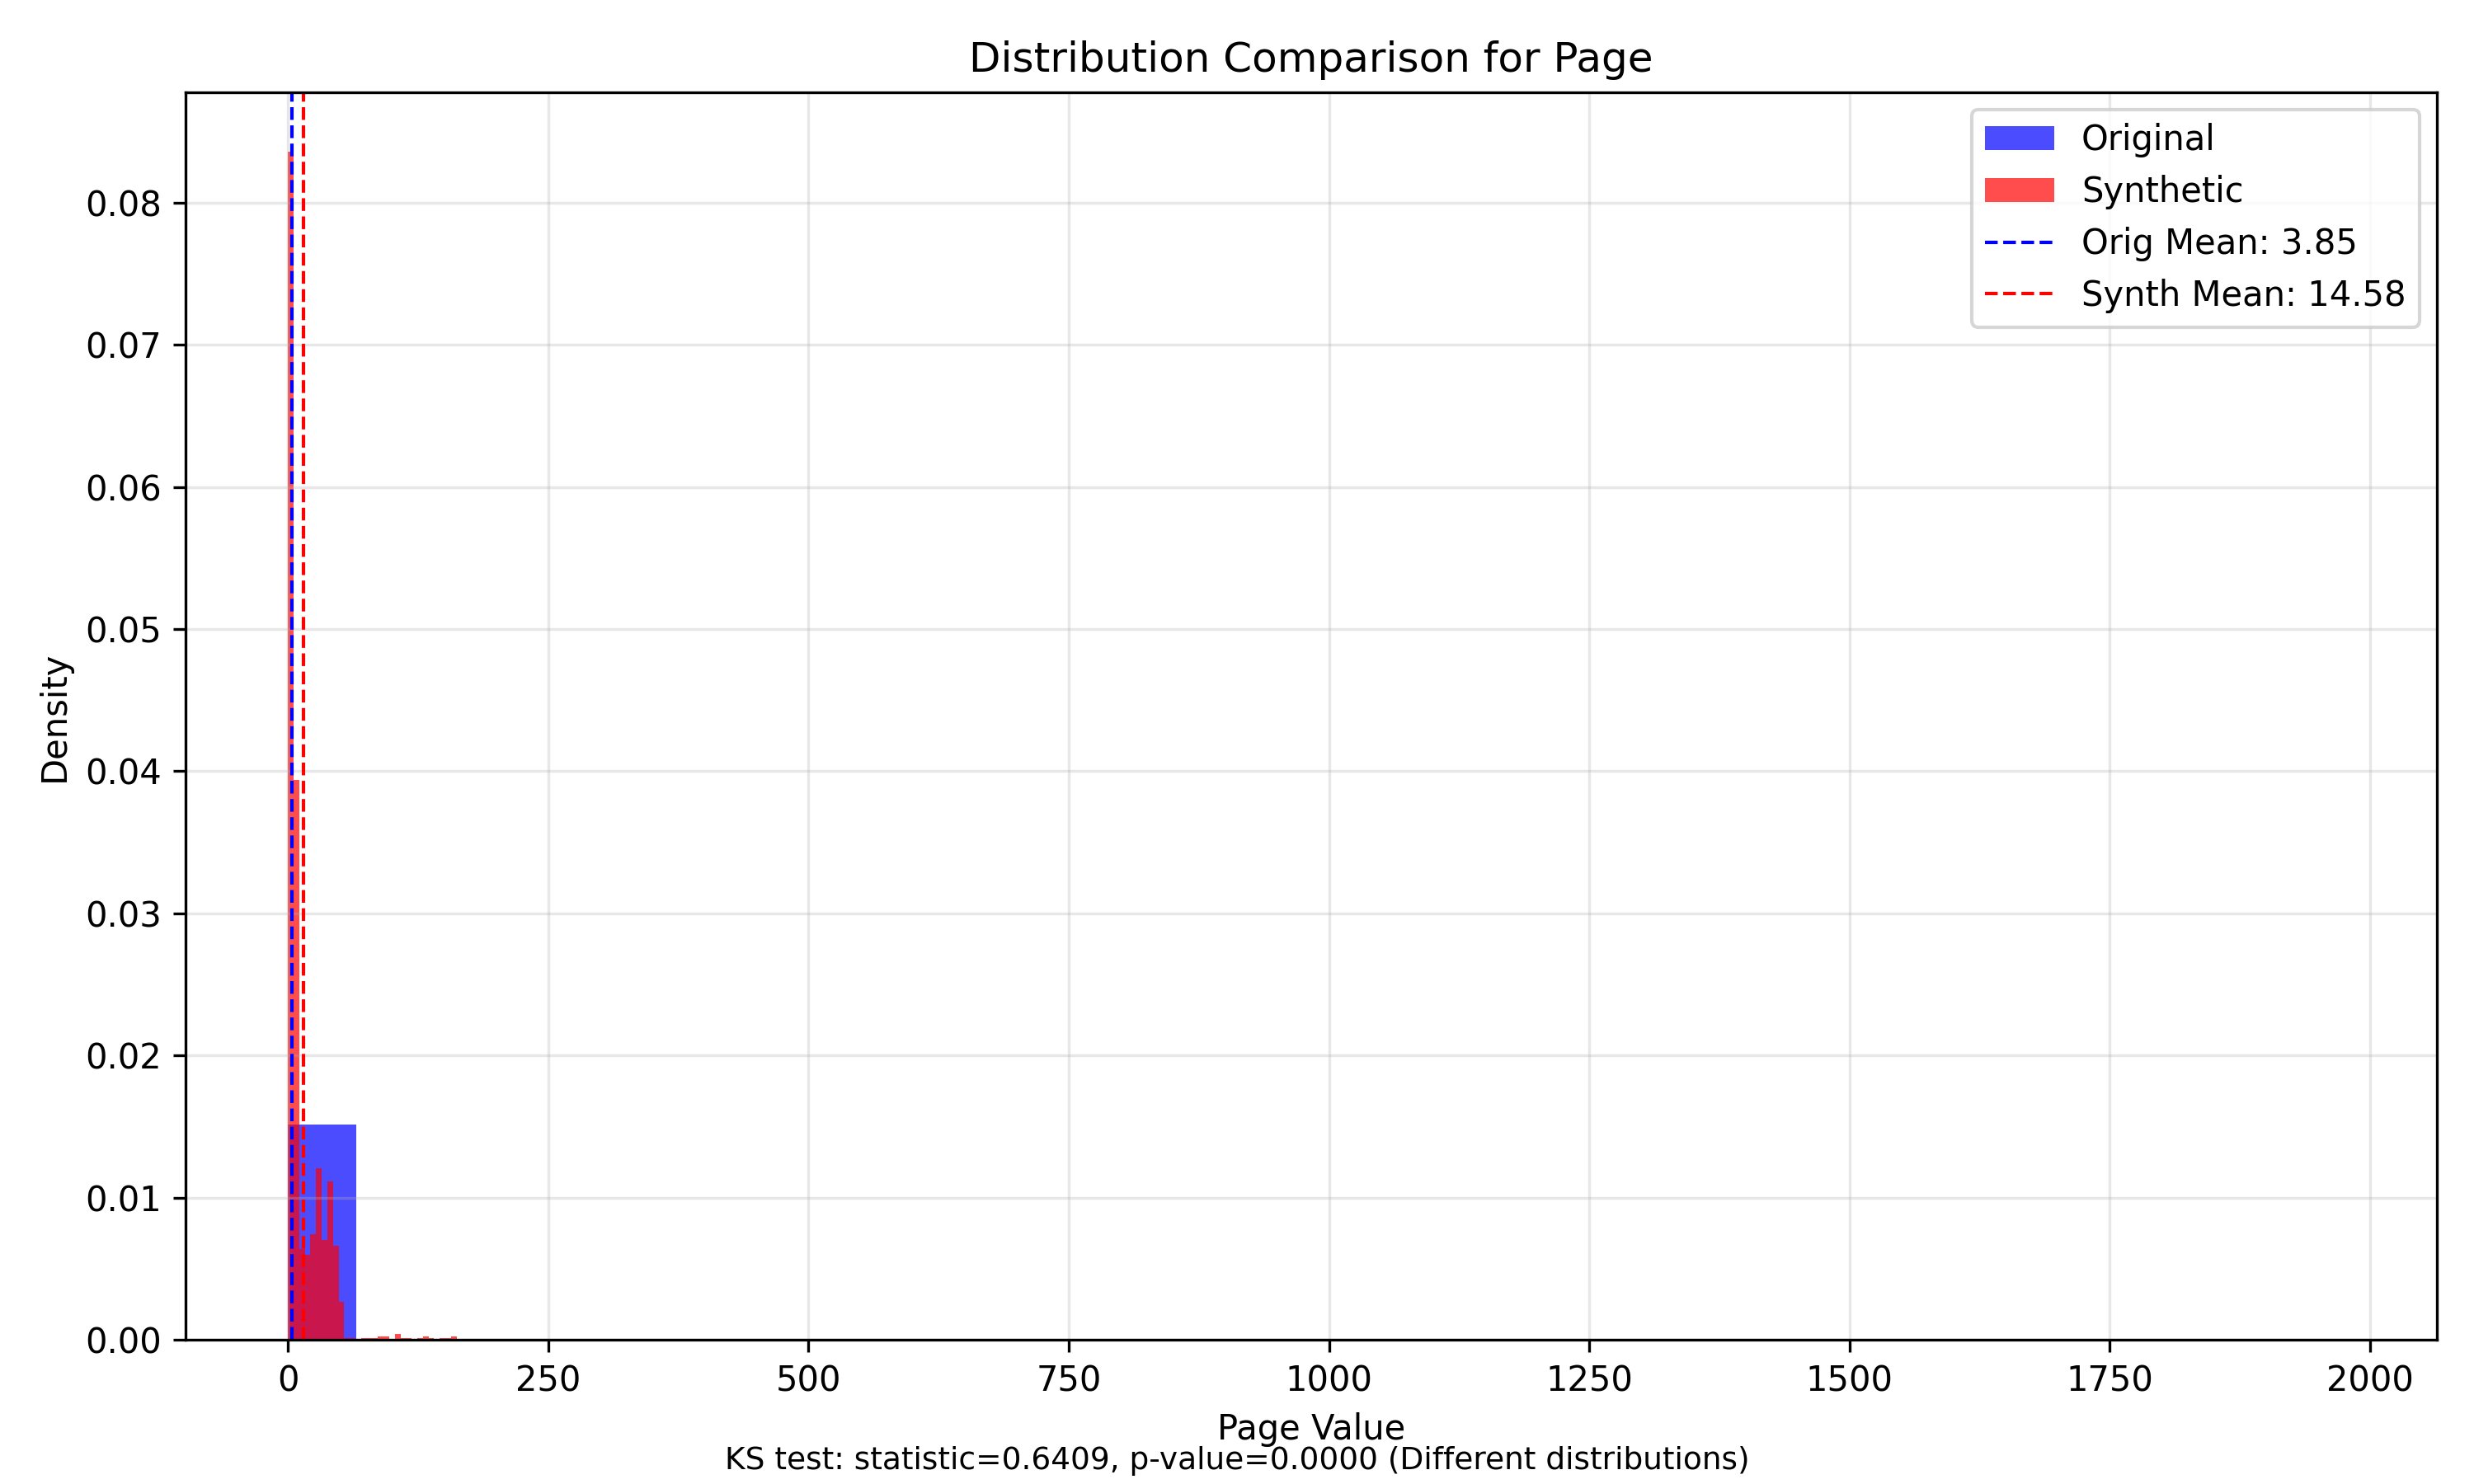 Distribution Comparison for Page
Original
Synthetic
Orig Mean: 3.85
Synth Mean: 14.58
Density
0.08
0.07
0.06
0.05
0.04
0.03
0.02
0.01
0.00
0 250 500 750 1000 1250 1500 1750 2000
Page Value
KS test: statistic=0.6409, p-value=0.0000 (Different distributions)